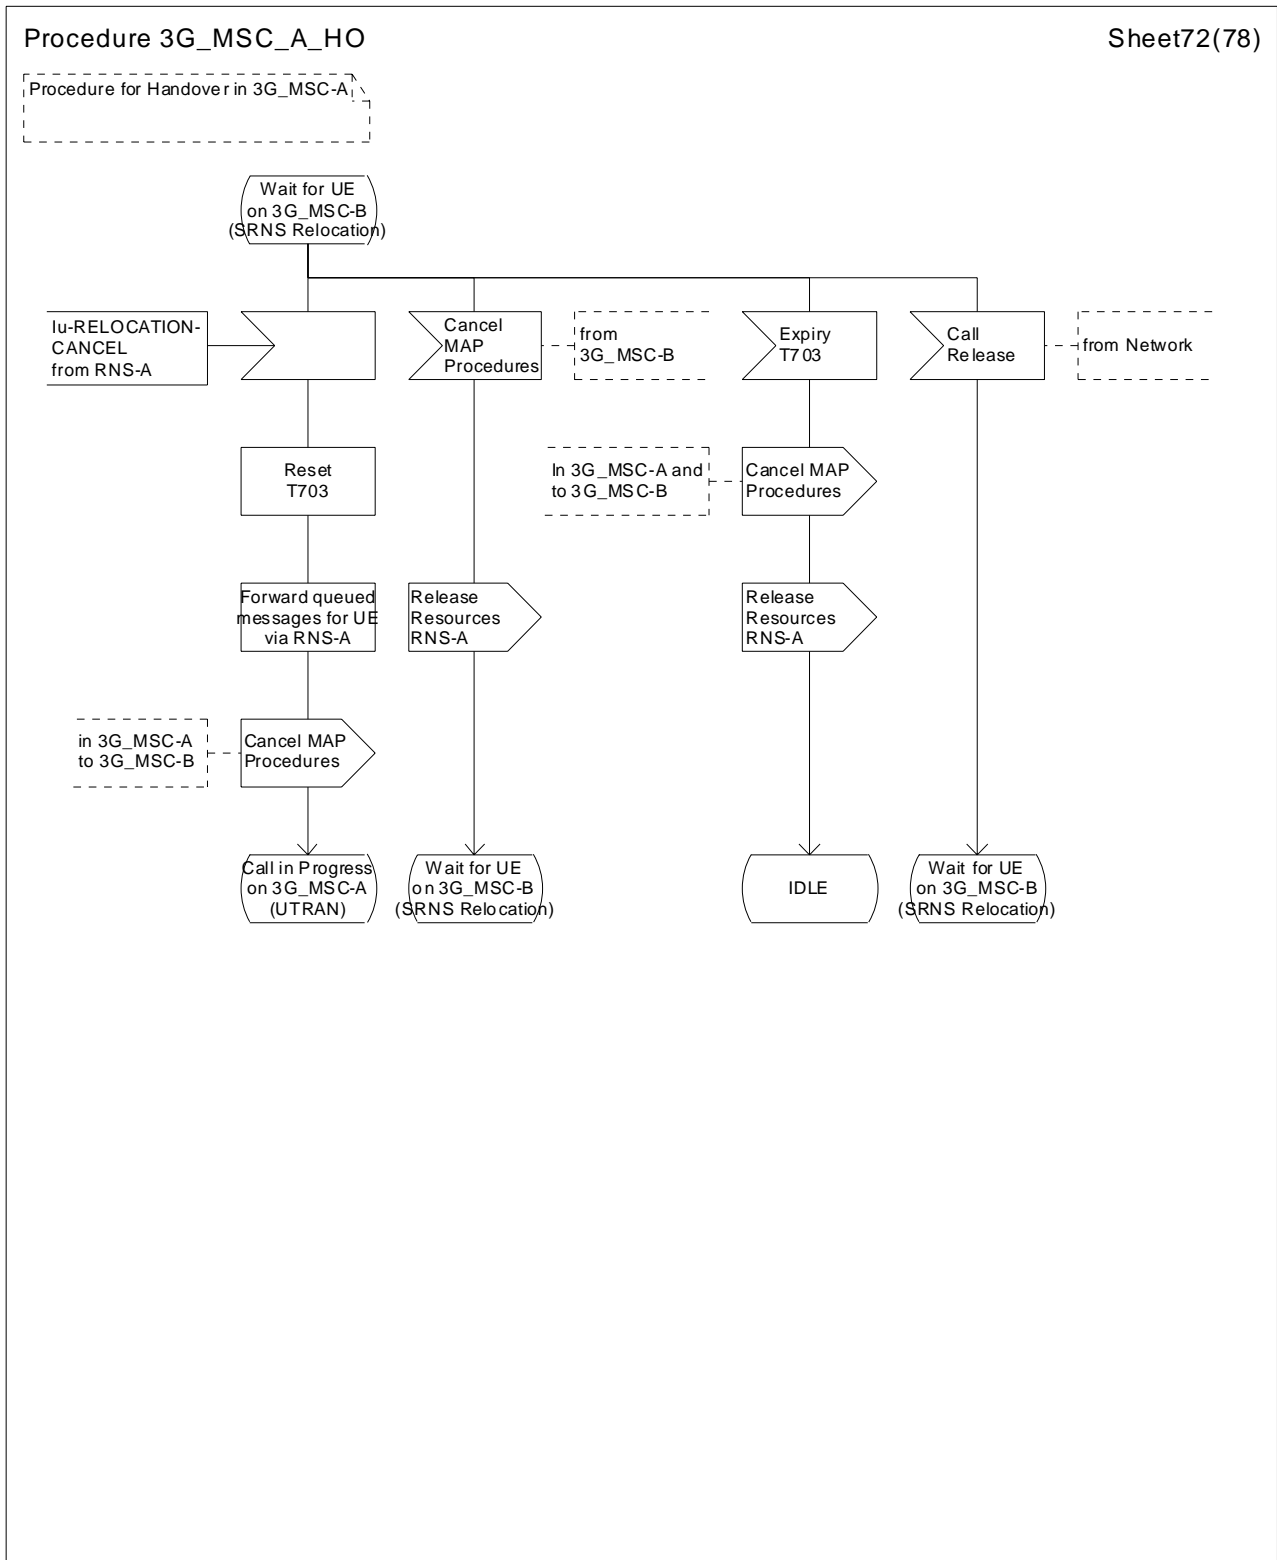 Procedure 3G_MSC_A_HO
Sheet72(78)
Procedure for Handover in 3G_MSC-A
Wait for UE
on 3G_MSC-B
(SRNS Relocation)
Iu-RELOCATION-
CANCEL
from RNS-A
Cancel
MAP
Procedures
from
3G_MSC-B
Expiry
T703
Call
Release
from Network
Reset
T703
In 3G_MSC-A and
to 3G_MSC-B
Cancel MAP
Procedures
Forward queued
messages for UE
via RNS-A
Release
Resources
RNS-A
Release
Resources
RNS-A
in 3G_MSC-A
to 3G_MSC-B
Cancel MAP
Procedures
Call in Progress
on 3G_MSC-A
(UTRAN)
Wait for UE
on 3G_MSC-B
(SRNS Relocation)
IDLE
Wait for UE
on 3G_MSC-B
(SRNS Relocation)